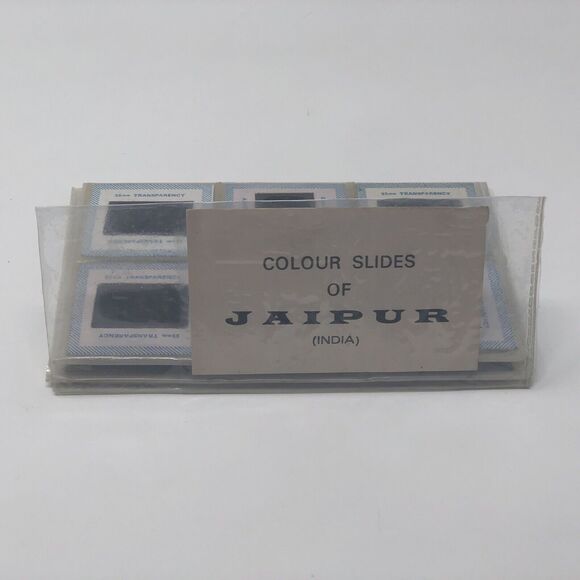 35mm TRANSPARENCY
35mm TRANSPARENCY
35mm TRANSPARENCY
COLOUR SLIDES
OF
JAIPUR
(INDIA)